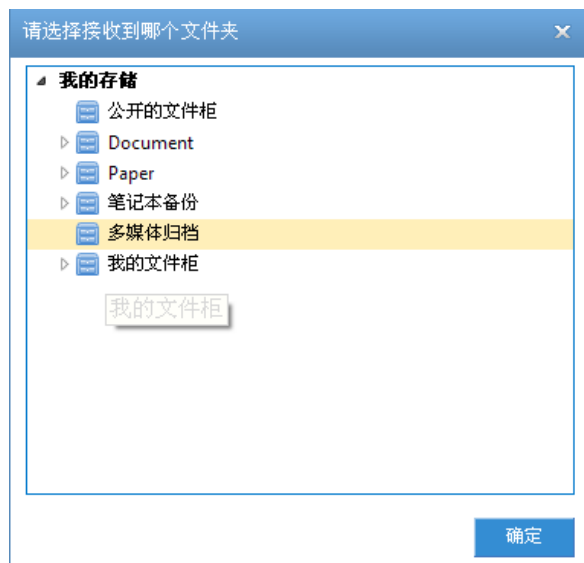 请选择接收到哪个文件夹
我的存储
公开的文件柜
Document
Paper
笔记本备份
多媒体归档
我的文件柜
我的文件柜
确定